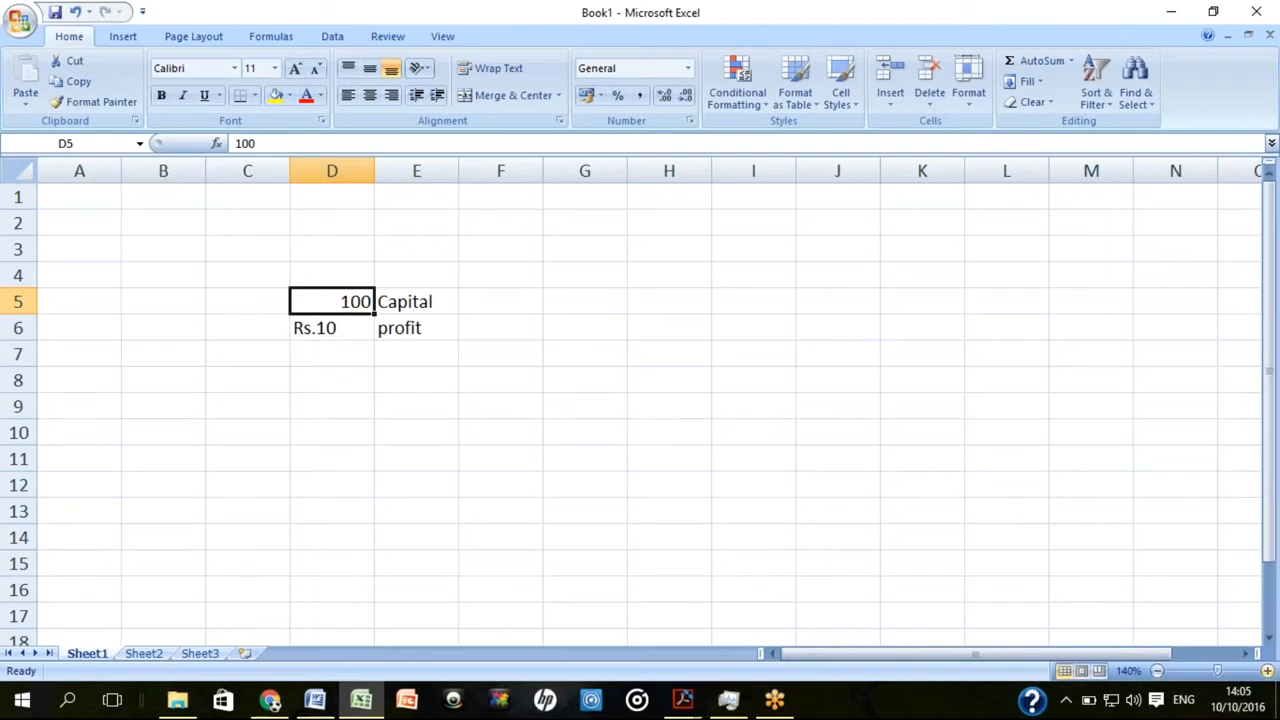 Book1 - Microsoft Excel
Home Insert Page Layout Formulas Data Review View
Paste
Cut
Copy
Format Painter
Clipboard
Calibri 11
B I U
Font
Wrap Text
Merge & Center
Alignment
General
% ,
Number
Conditional Formatting
Format as Table
Cell Styles
Styles
Insert
Delete
Format
Cells
AutoSum
Fill
Clear
Sort & Filter
Find & Select
Editing
D5 fx 100
A B C D E F G H I J K L M N
1
2
3
4
5 100 Capital
6 Rs.10 profit
7
8
9
10
11
12
13
14
15
16
17
18
Sheet1 Sheet2 Sheet3
Ready 140%
ENG 14:05
10/10/2016